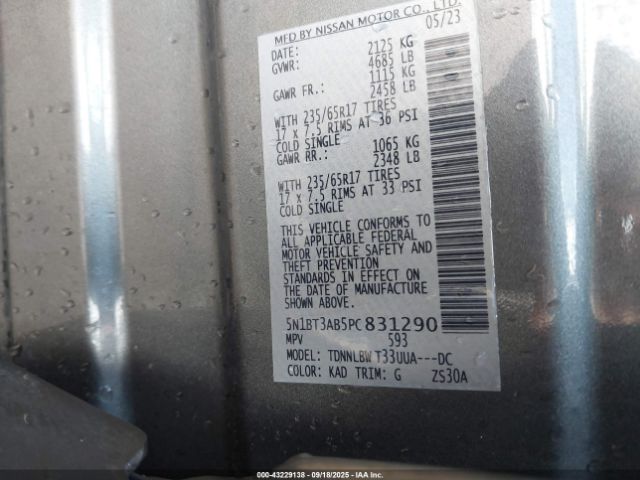 MFD BY NISSAN MOTOR CO., LTD.
DATE: 05/23
GVWR: 2125 KG
4685 LB
GAWR FR.: 1115 KG
2458 LB
WITH 235/65R17 TIRES
17 x 7.5 RIMS AT 36 PSI
COLD SINGLE
GAWR RR.: 1065 KG
2348 LB
WITH 235/65R17 TIRES
17 x 7.5 RIMS AT 33 PSI
COLD SINGLE
THIS VEHICLE CONFORMS TO
ALL APPLICABLE FEDERAL
MOTOR VEHICLE SAFETY AND
THEFT PREVENTION
STANDARDS IN EFFECT ON
THE DATE OF MANUFACTURE
SHOWN ABOVE.
5N1BT3AB5PC831290
MPV 593
MODEL: TDNNLBW T33UUA---DC
COLOR: KAD TRIM: G ZS30A
000-43229138 - 09/18/2025 - IAA Inc.